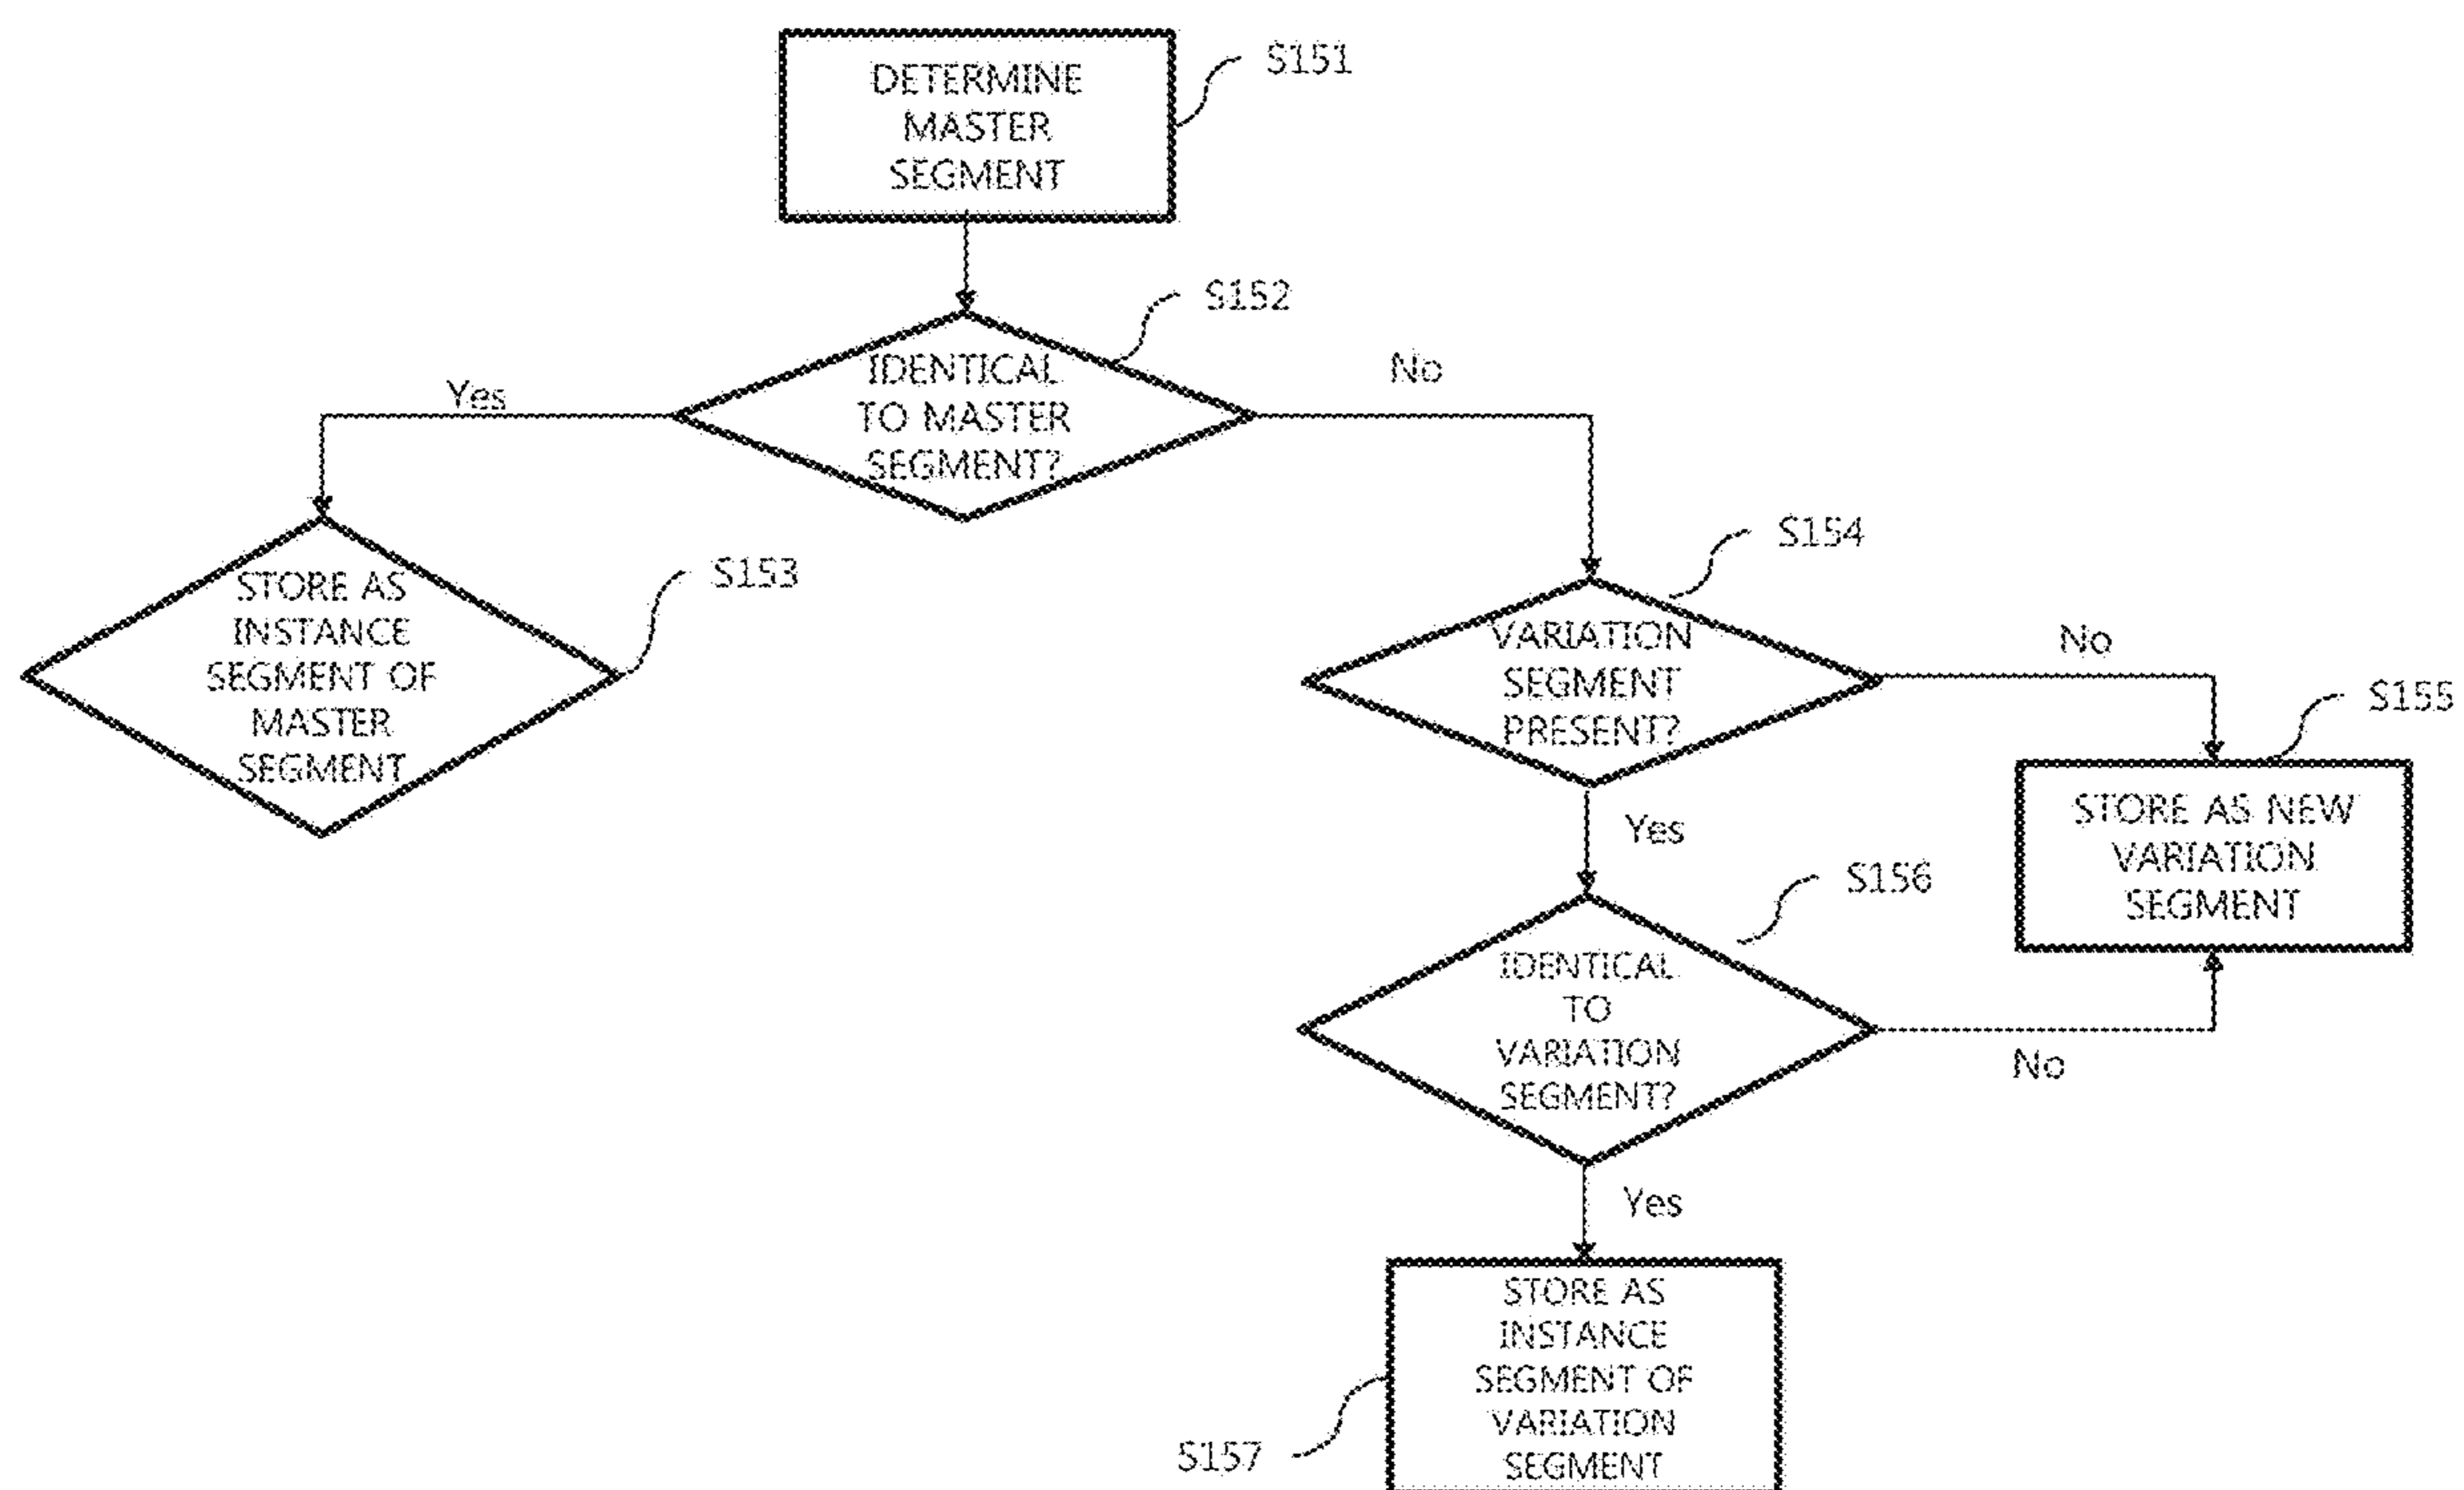 DETERMINE
MASTER
SEGMENT
S151
IDENTICAL
TO MASTER
SEGMENT?
S152
Yes
No
STORE AS
INSTANCE
SEGMENT OF
MASTER
SEGMENT
S153
VARIATION
SEGMENT
PRESENT?
S154
No
Yes
STORE AS NEW
VARIATION
SEGMENT
S155
IDENTICAL
TO
VARIATION
SEGMENT?
S156
No
Yes
STORE AS
INSTANCE
SEGMENT OF
VARIATION
SEGMENT
S157